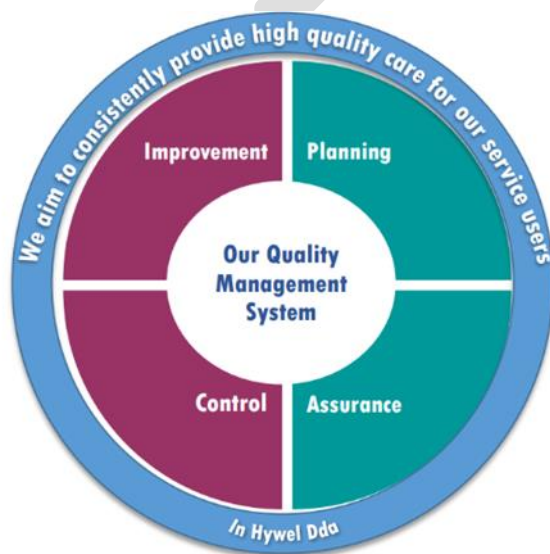 We aim to consistently provide high quality care for our service users
Improvement
Planning
Our Quality
Management
System
Control
Assurance
In Hywel Dda